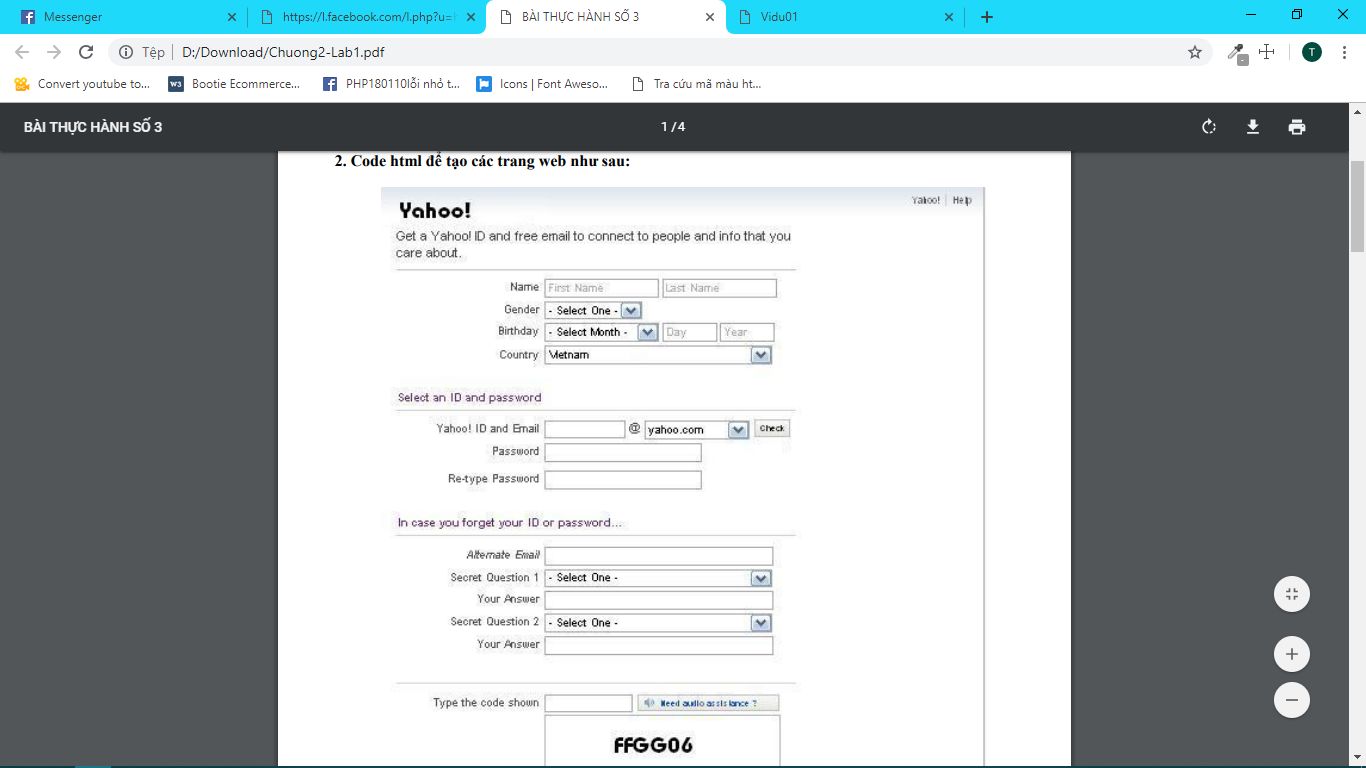 Messenger
https://l.facebook.com/l.php?u=h
BÀI THỰC HÀNH SỐ 3
Vidu01
Tệp
D:/Download/Chuong2-Lab1.pdf
T
Convert youtube to...
W3
Bootie Ecommerce...
PHP180110lỗi nhỏ t...
Icons | Font Aweso...
Tra cứu mã màu ht...
BÀI THỰC HÀNH SỐ 3
1 / 4
2. Code html để tạo các trang web như sau:
Yahoo! Help
Yahoo!
Get a Yahoo! ID and free email to connect to people and info that you
care about.
Name First Name Last Name
Gender - Select One -
Birthday - Select Month - Day Year
Country Vietnam
Select an ID and password
Yahoo! ID and Email @ yahoo.com Check
Password
Re-type Password
In case you forget your ID or password...
Alternate Email
Secret Question 1 - Select One -
Your Answer
Secret Question 2 - Select One -
Your Answer
Type the code shown Need audio assistance ?
FFGG06